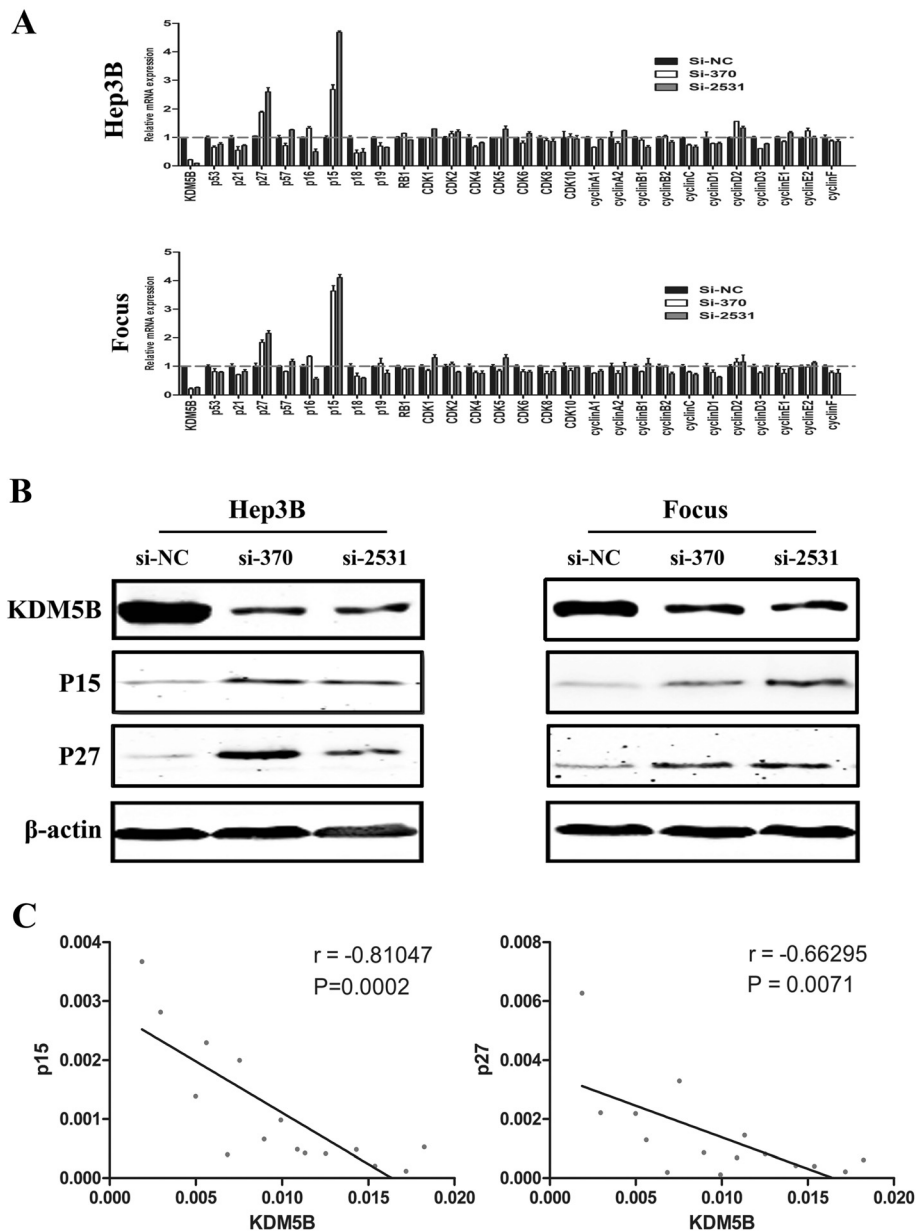 A
Hep3B
Relative mRNA expression
5
4
3
2
1
0
Si-NC
Si-370
Si-2531
KDM5B
p53
p21
p27
p57
p16
p15
p18
p19
RB1
CDK1
CDK2
CDK4
CDK5
CDK6
CDK8
CDK10
cyclinA1
cyclinA2
cyclinB1
cyclinB2
cyclinC
cyclinD1
cyclinD2
cyclinD3
cyclinE1
cyclinE2
cyclinF
Focus
Relative mRNA expression
5
4
3
2
1
0
Si-NC
Si-370
Si-2531
KDM5B
p53
p21
p27
p57
p16
p15
p18
p19
RB1
CDK1
CDK2
CDK4
CDK5
CDK6
CDK8
CDK10
cyclinA1
cyclinA2
cyclinB1
cyclinB2
cyclinC
cyclinD1
cyclinD2
cyclinD3
cyclinE1
cyclinE2
cyclinF
B
Hep3B
Focus
si-NC si-370 si-2531
si-NC si-370 si-2531
KDM5B
P15
P27
β-actin
C
p15
0.004
0.003
0.002
0.001
0.000
r = -0.81047
P=0.0002
0.000 0.005 0.010 0.015 0.020
KDM5B
p27
0.008
0.006
0.004
0.002
0.000
r = -0.66295
P = 0.0071
0.000 0.005 0.010 0.015 0.020
KDM5B